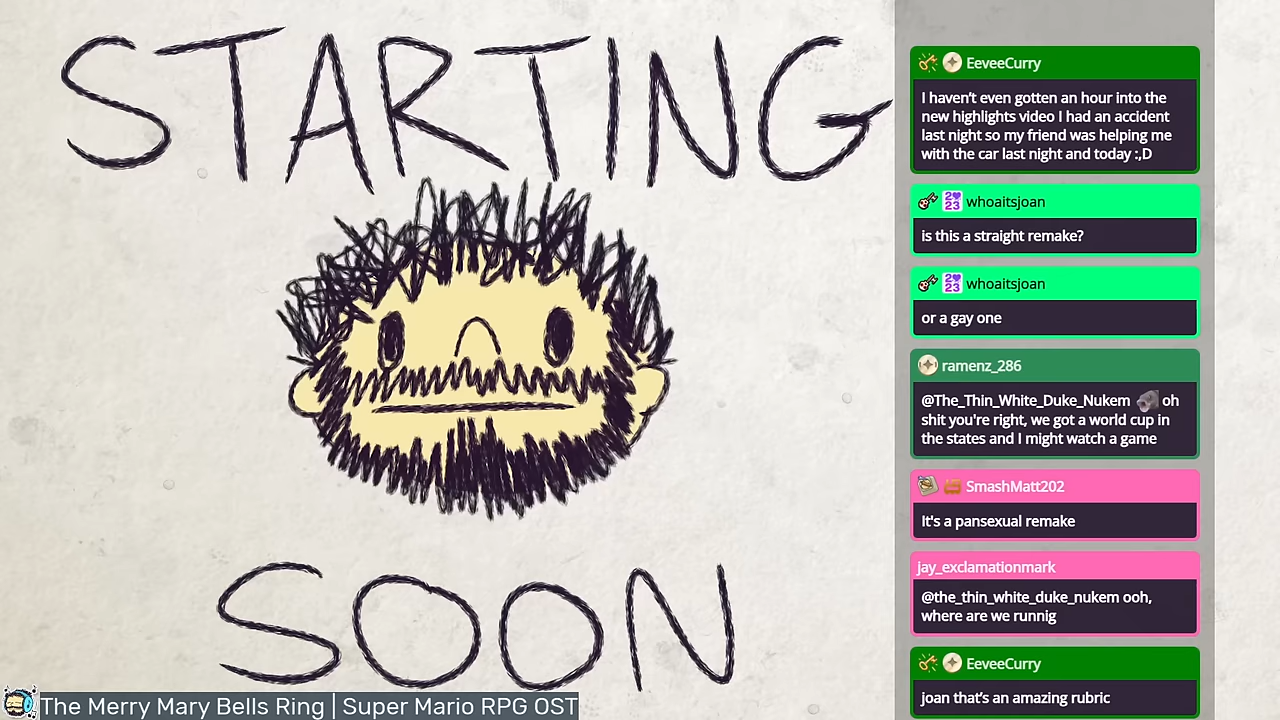 STARTING
SOON
The Merry Mary Bells Ring | Super Mario RPG OST
EeveeCurry
I haven't even gotten an hour into the
new highlights video I had an accident
last night so my friend was helping me
with the car last night and today :,D
2 23 whoaitsjoan
is this a straight remake?
2 23 whoaitsjoan
or a gay one
ramenz_286
@The_Thin_White_Duke_Nukem oh
shit you're right, we got a world cup in
the states and I might watch a game
SmashMatt202
It's a pansexual remake
jay_exclamationmark
@the_thin_white_duke_nukem ooh,
where are we runnig
EeveeCurry
joan that's an amazing rubric